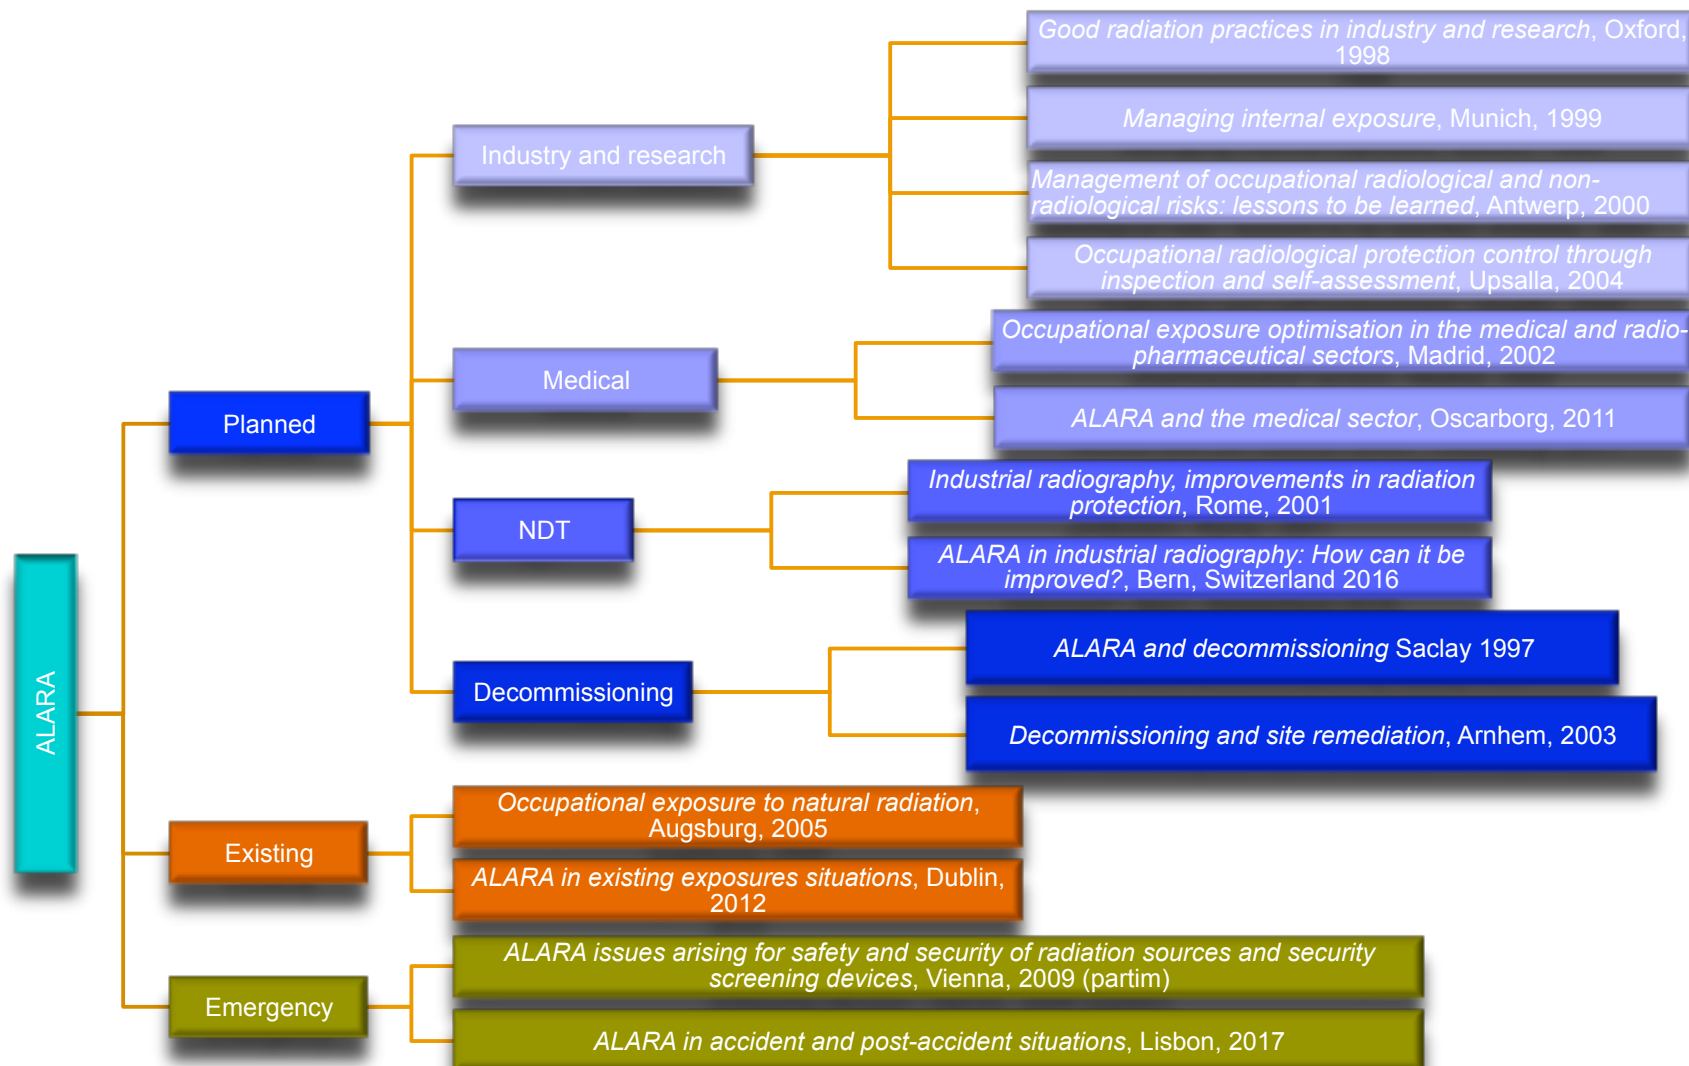 Good radiation practices in industry and research, Oxford,
1998
Managing internal exposure, Munich, 1999
Industry and research
Management of occupational radiological and non-
radiological risks: lessons to be learned, Antwerp, 2000
Occupational radiological protection control through
inspection and self-assessment, Upsalla, 2004
Occupational exposure optimisation in the medical and radio-
pharmaceutical sectors, Madrid, 2002
Medical
ALARA and the medical sector, Oscarborg, 2011
Planned
Industrial radiography, improvements in radiation
protection, Rome, 2001
NDT
ALARA in industrial radiography: How can it be
improved?, Bern, Switzerland 2016
ALARA and decommissioning Saclay 1997
Decommissioning
Decommissioning and site remediation, Arnhem, 2003
ALARA
Occupational exposure to natural radiation,
Augsburg, 2005
Existing
ALARA in existing exposures situations, Dublin,
2012
ALARA issues arising for safety and security of radiation sources and security
screening devices, Vienna, 2009 (partim)
Emergency
ALARA in accident and post-accident situations, Lisbon, 2017